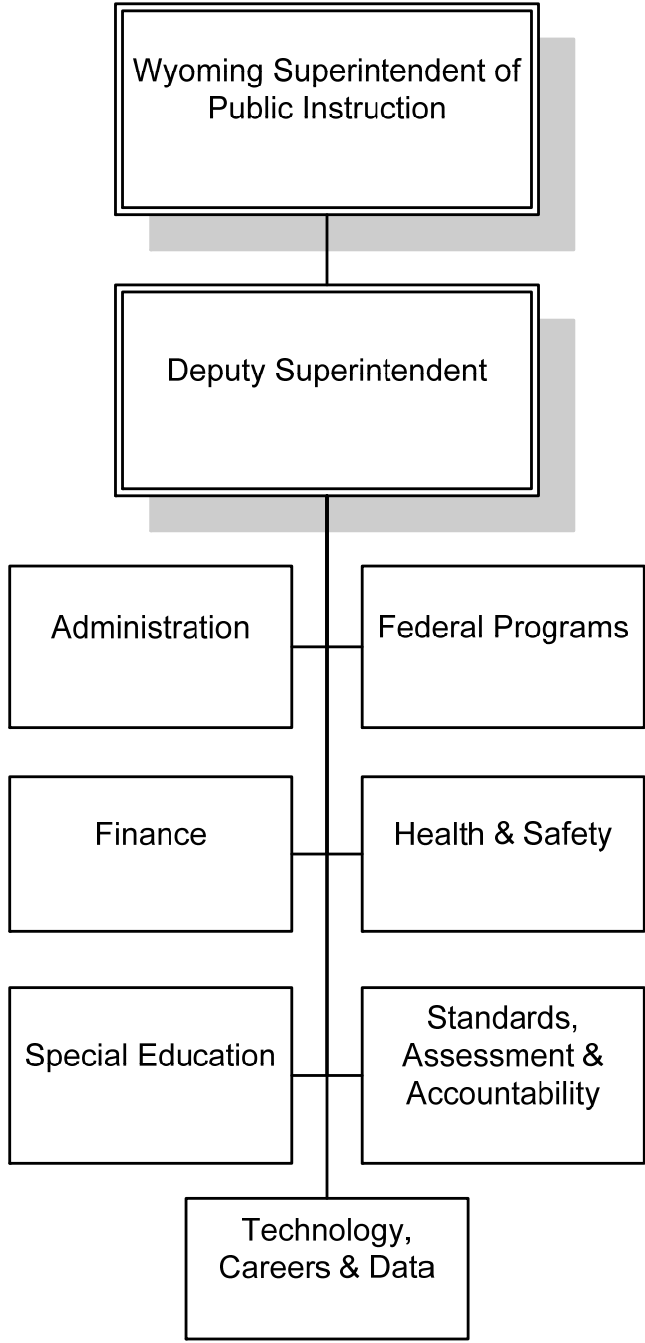 Wyoming Superintendent of
Public Instruction
Deputy Superintendent
Administration
Federal Programs
Finance
Health & Safety
Special Education
Standards,
Assessment &
Accountability
Technology,
Careers & Data